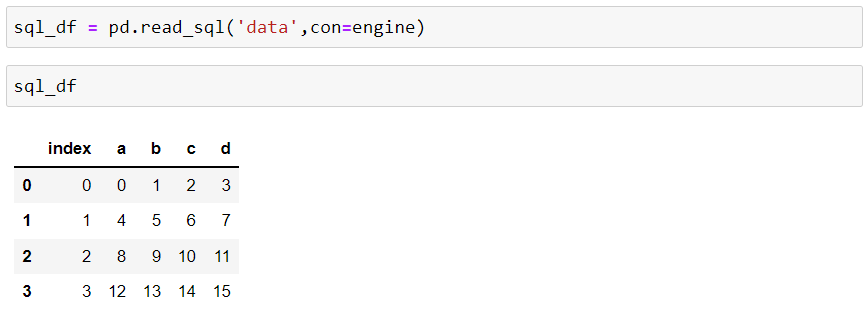 sql_df = pd.read_sql('data',con=engine)
sql_df
index a b c d
0 0 0 1 2 3
1 1 4 5 6 7
2 2 8 9 10 11
3 3 12 13 14 15